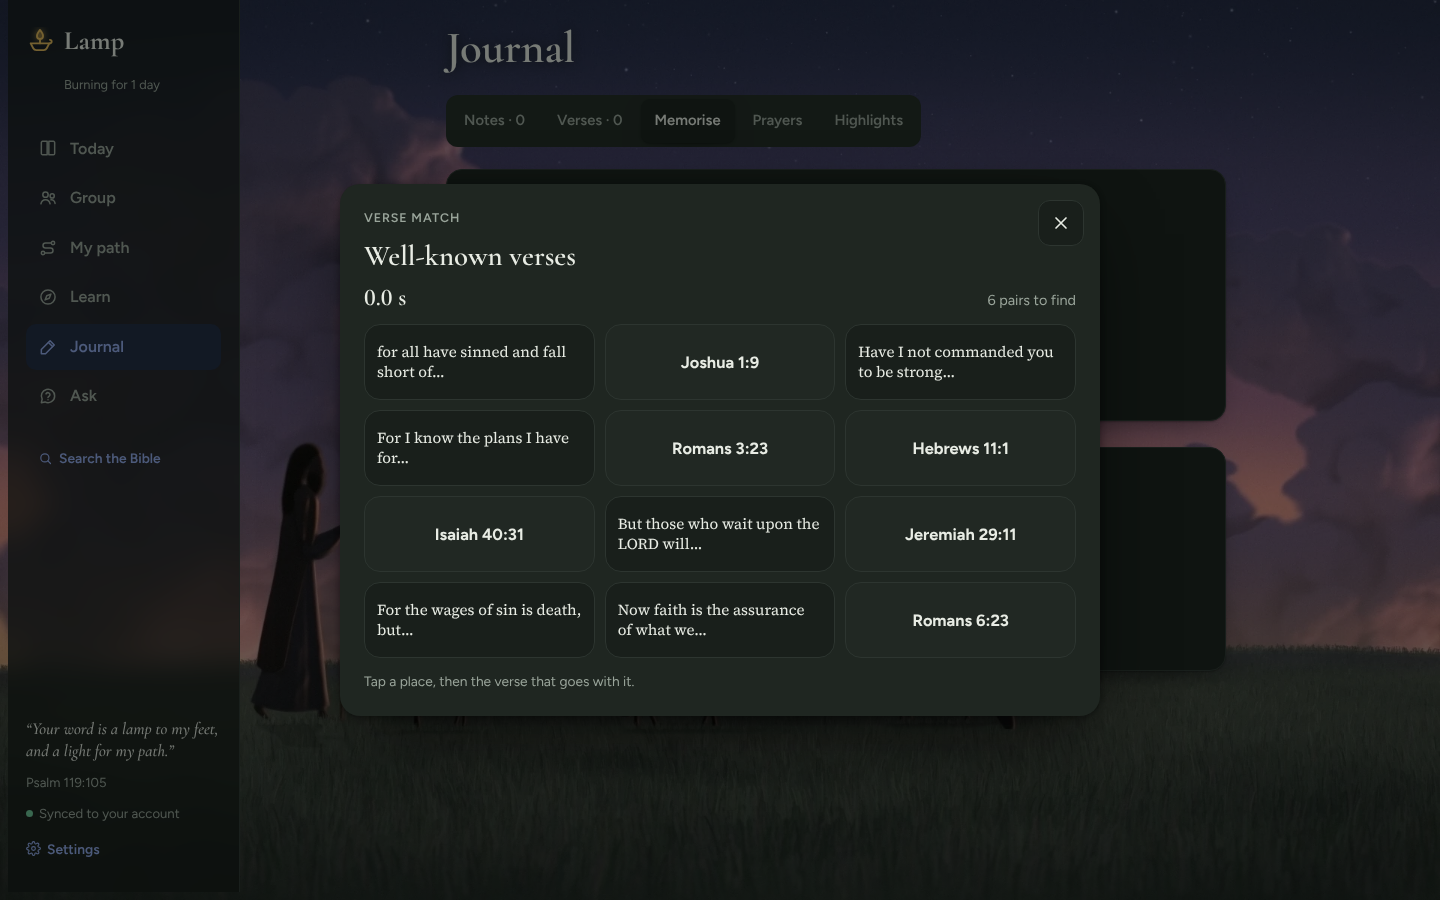 Lamp
Burning for 1 day
Today
Group
My path
Learn
Journal
Ask
Search the Bible
“Your word is a lamp to my feet,
and a light for my path.”
Psalm 119:105
Synced to your account
Settings
Journal
Notes · 0
Verses · 0
Memorise
Prayers
Highlights
VERSE MATCH
Well-known verses
0.0 s
6 pairs to find
for all have sinned and fall
short of...
Joshua 1:9
Have I not commanded you
to be strong...
For I know the plans I have
for...
Romans 3:23
Hebrews 11:1
Isaiah 40:31
But those who wait upon the
LORD will...
Jeremiah 29:11
For the wages of sin is death,
but...
Now faith is the assurance
of what we...
Romans 6:23
Tap a place, then the verse that goes with it.